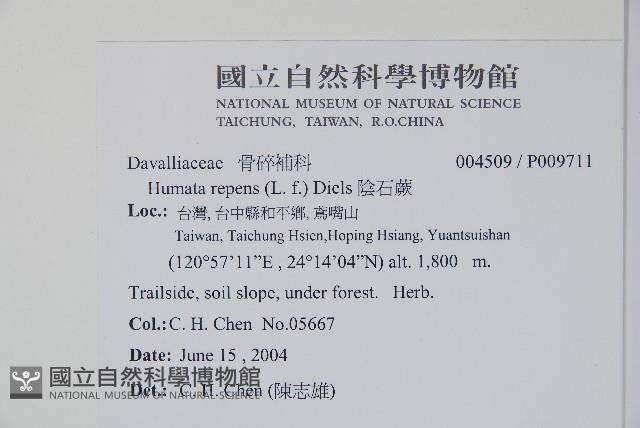 國立自然科學博物館
NATIONAL MUSEUM OF NATURAL SCIENCE
TAICHUNG, TAIWAN, R.O.CHINA
Davalliaceae 骨碎補科 004509 / P009711
Humata repens (L. f.) Diels 陰石蕨
Loc.: 台灣, 台中縣和平鄉, 鳶嘴山
Taiwan, Taichung Hsien,Hoping Hsiang, Yuantsuishan
(120°57'11”E , 24°14’04”N) alt. 1,800 m.
Trailside, soil slope, under forest. Herb.
Col.: C. H. Chen No.05667
Date: June 15 , 2004
Det.: C. H. Chen (陳志雄)
國立自然科學博物館
NATIONAL MUSEUM OF NATURAL SCIENCE